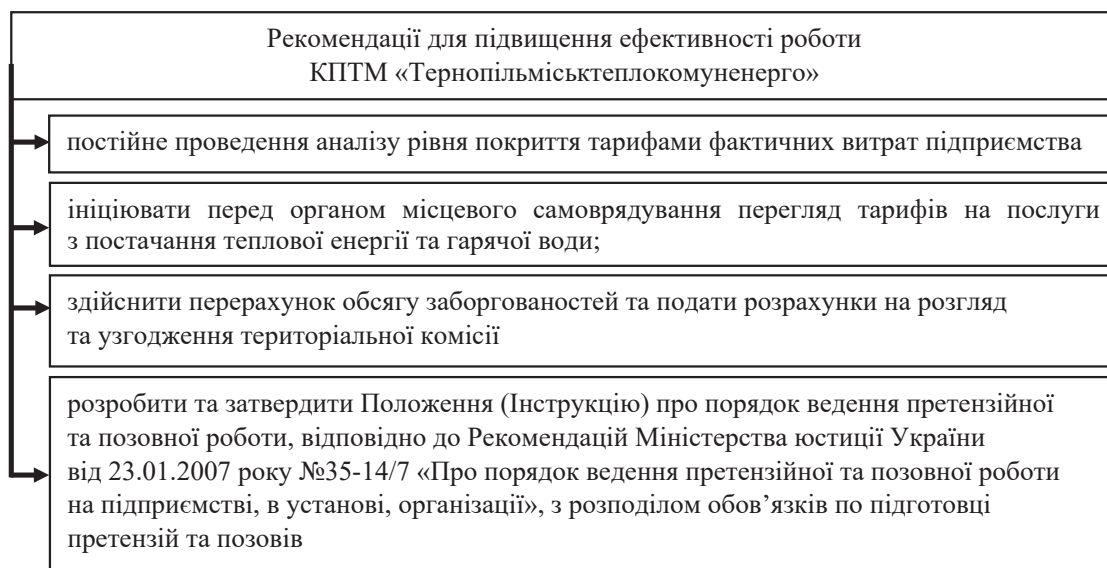 Рекомендації для підвищення ефективності роботи
КПТМ «Тернопільміськтеплокомуненерго»
постійне проведення аналізу рівня покриття тарифами фактичних витрат підприємства
ініціювати перед органом місцевого самоврядування перегляд тарифів на послуги
з постачання теплової енергії та гарячої води;
здійснити перерахунок обсягу заборгованостей та подати розрахунки на розгляд
та узгодження територіальної комісії
розробити та затвердити Положення (Інструкцію) про порядок ведення претензійної
та позовної роботи, відповідно до Рекомендацій Міністерства юстиції України
від 23.01.2007 року №35-14/7 «Про порядок ведення претензійної та позовної роботи
на підприємстві, в установі, організації», з розподілом обов’язків по підготовці
претензій та позовів